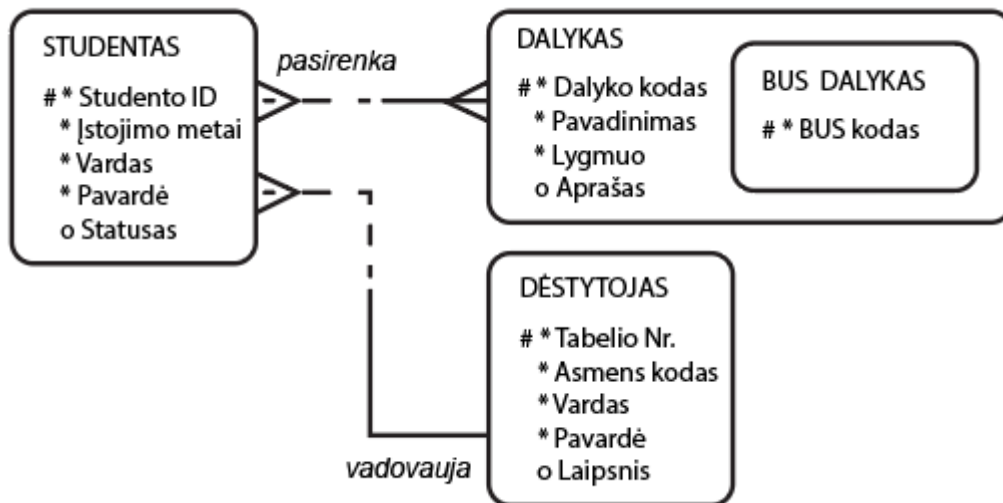 STUDENTAS
# * Studento ID
* Įstojimo metai
* Vardas
* Pavardė
o Statusas
pasirenka
DALYKAS
# * Dalyko kodas
* Pavadinimas
* Lygmuo
o Aprašas
BUS DALYKAS
# * BUS kodas
DĖSTYTOJAS
# * Tabelio Nr.
* Asmens kodas
* Vardas
* Pavardė
o Laipsnis
vadovauja